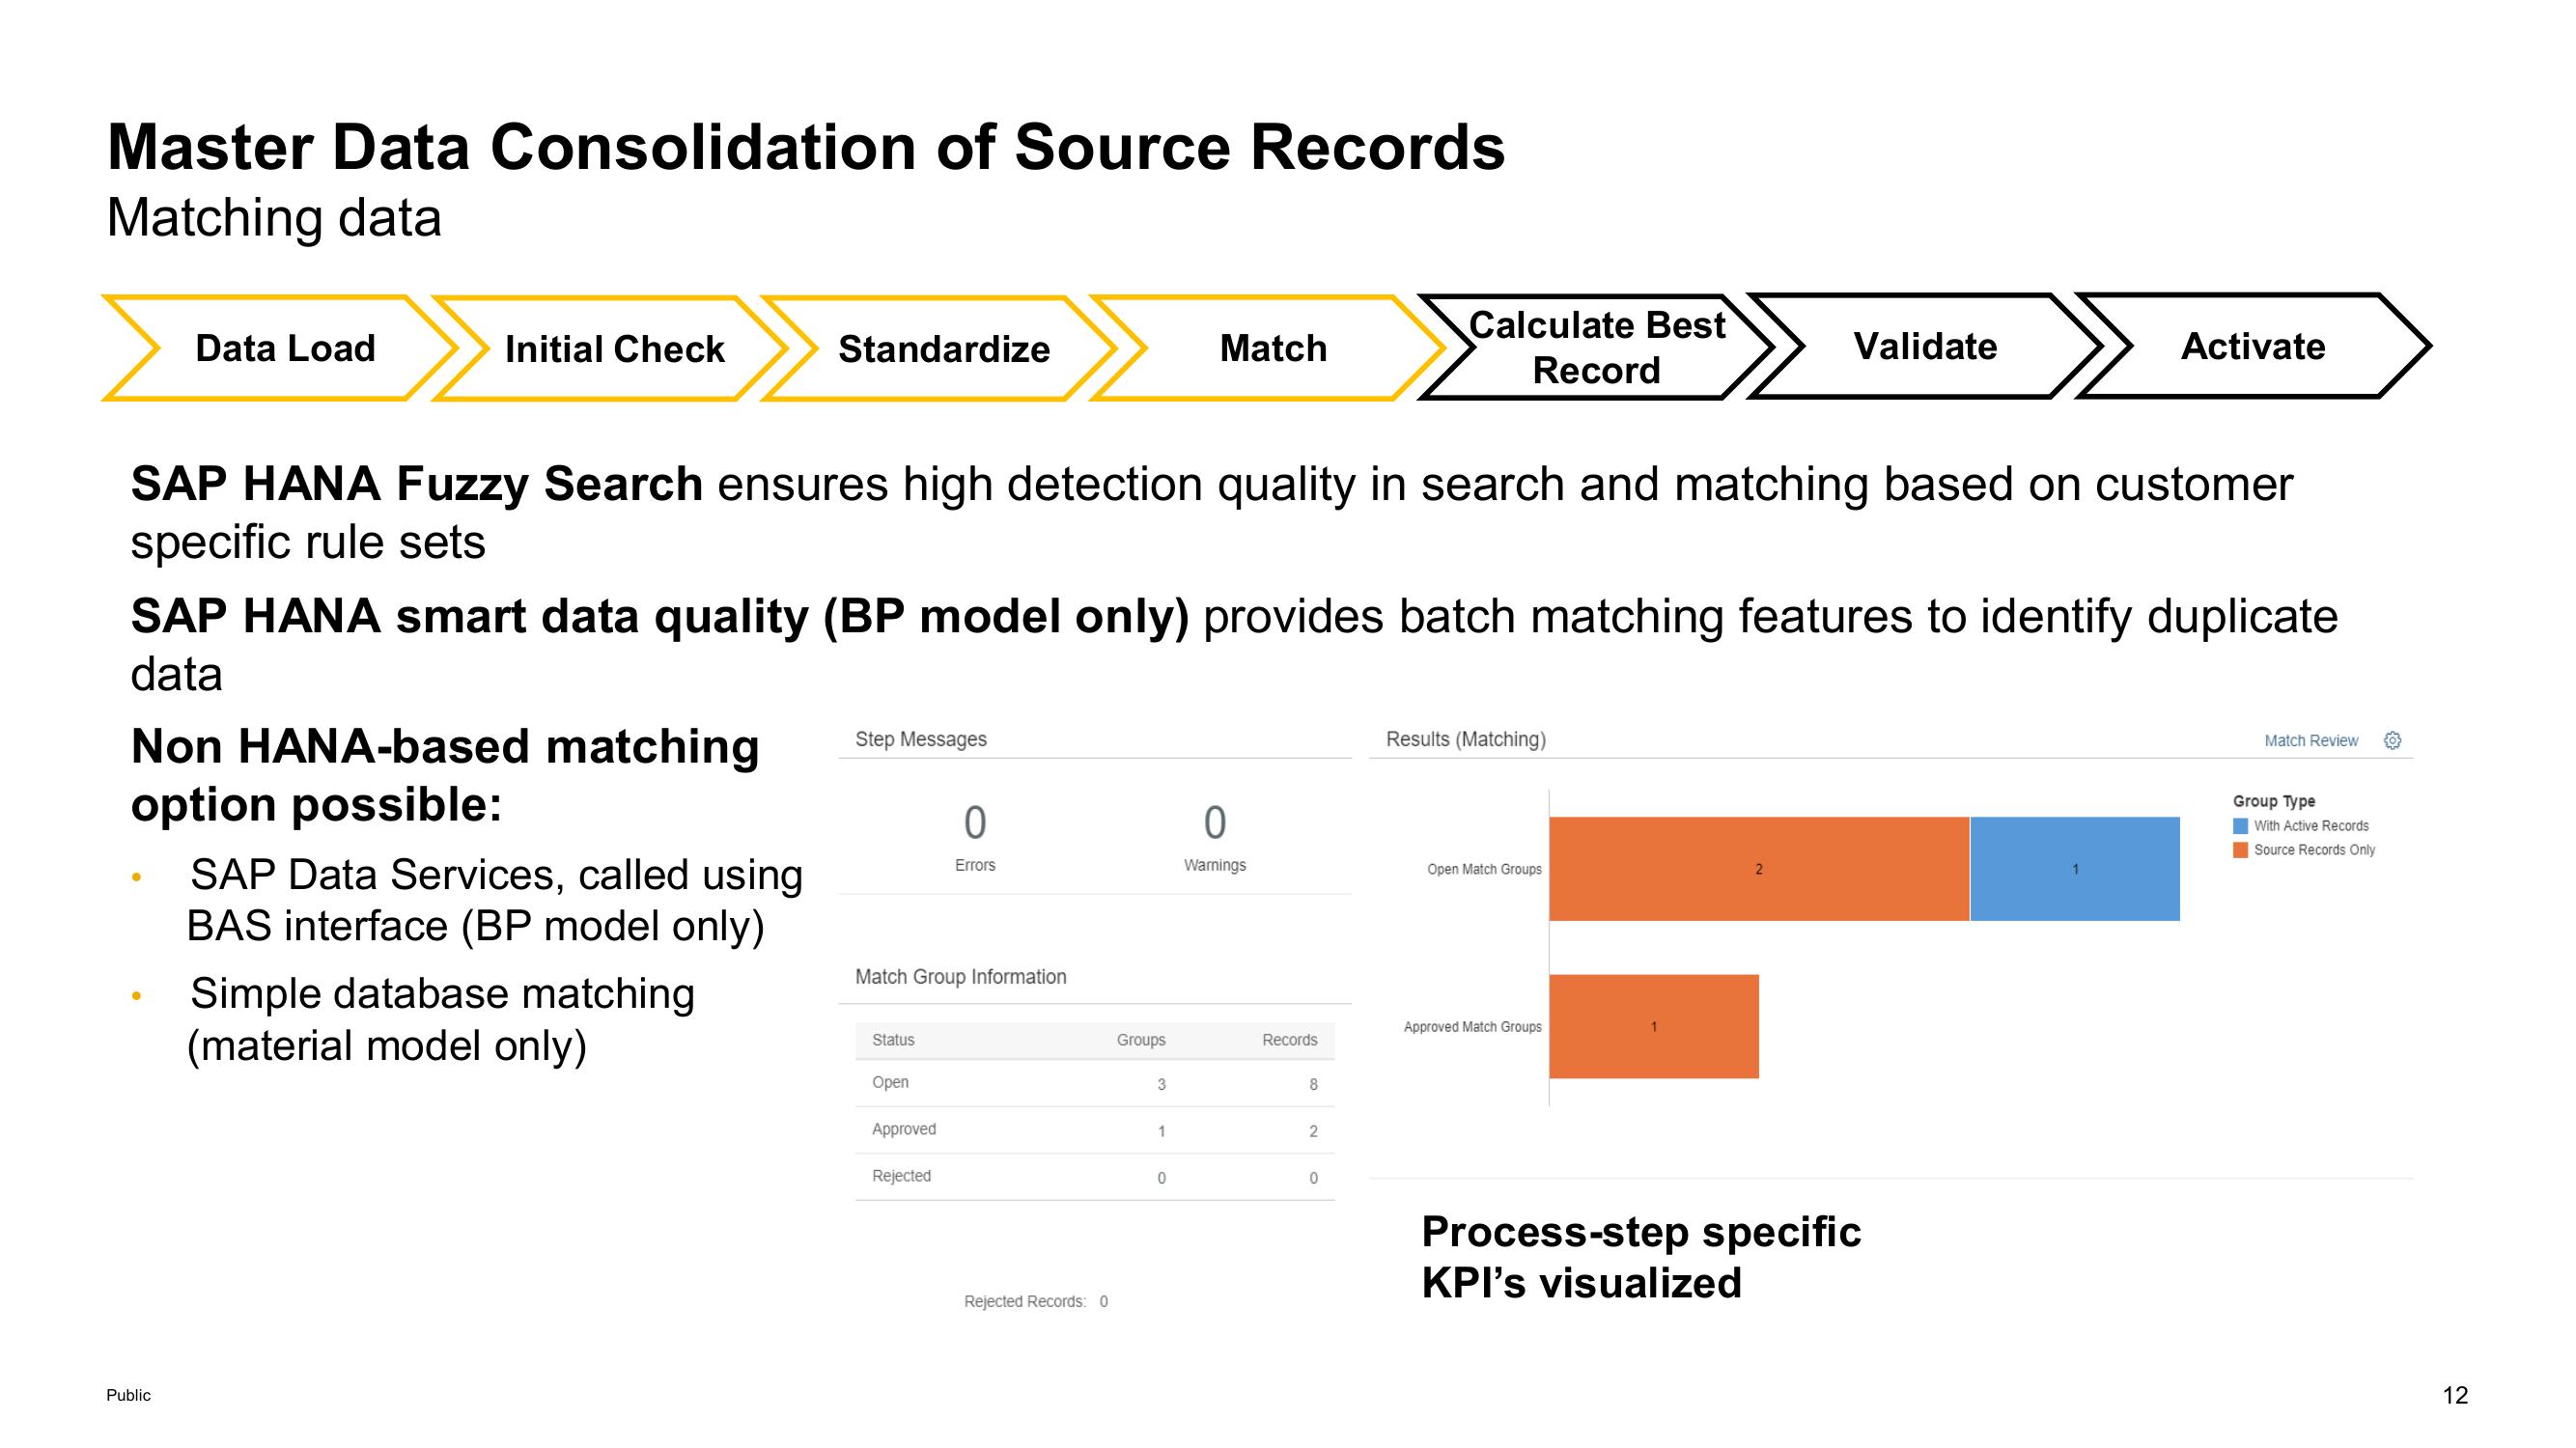 Master Data Consolidation of Source Records
Matching data
Data Load
Initial Check
Standardize
Match
Calculate Best
Record
Validate
Activate
SAP HANA Fuzzy Search ensures high detection quality in search and matching based on customer
specific rule sets
SAP HANA smart data quality (BP model only) provides batch matching features to identify duplicate
data
Non HANA-based matching
option possible:
• SAP Data Services, called using
BAS interface (BP model only)
• Simple database matching
(material model only)
Step Messages
0 0
Errors Warnings
Match Group Information
Status Groups Records
Open 3 8
Approved 1 2
Rejected 0 0
Rejected Records: 0
Results (Matching) Match Review
Group Type
With Active Records
Source Records Only
Open Match Groups 2 1
Approved Match Groups 1
Process-step specific
KPI’s visualized
Public
12